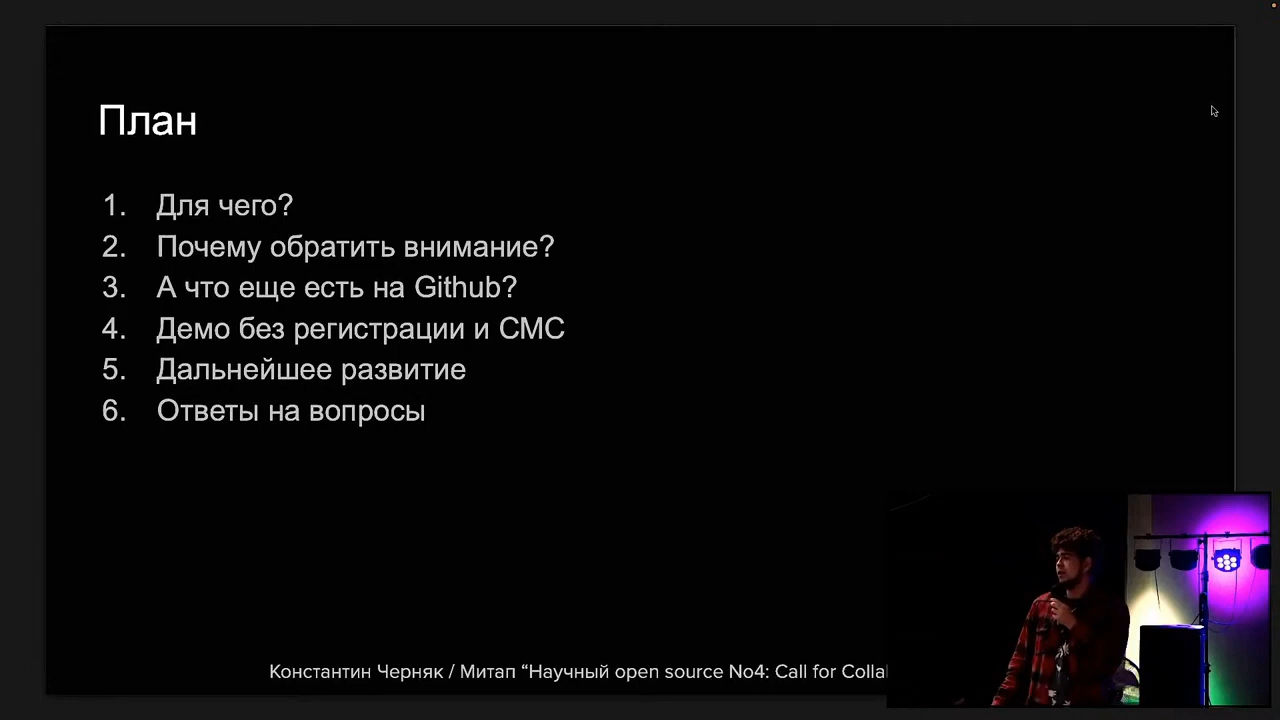 План
1. Для чего?
2. Почему обратить внимание?
3. А что еще есть на Github?
4. Демо без регистрации и СМС
5. Дальнейшее развитие
6. Ответы на вопросы
Константин Черняк / Митап “Научный open source No4: Call for